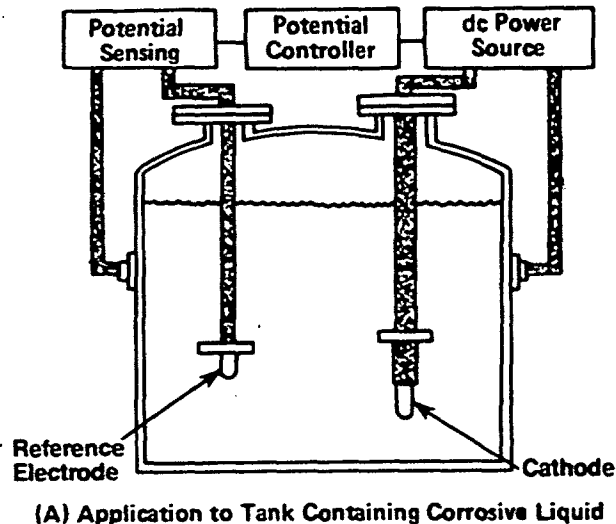 Potential
Sensing
Potential
Controller
dc Power
Source
Reference
Electrode
Cathode
(A) Application to Tank Containing Corrosive Liquid